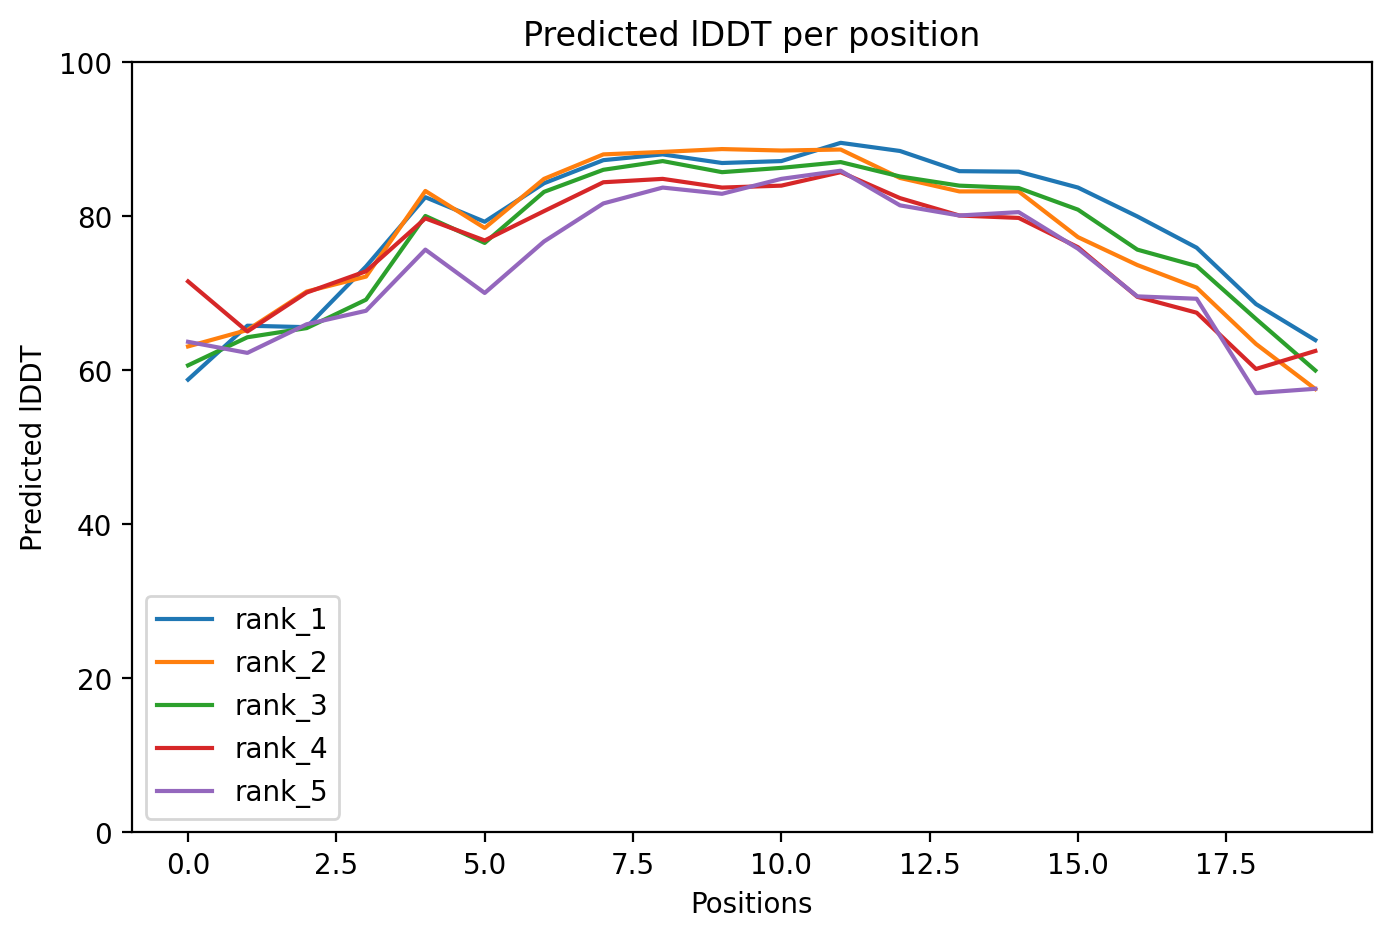 Predicted lDDT per position
100
80
60
40
20
0
Predicted lDDT
rank_1
rank_2
rank_3
rank_4
rank_5
0.0 2.5 5.0 7.5 10.0 12.5 15.0 17.5
Positions